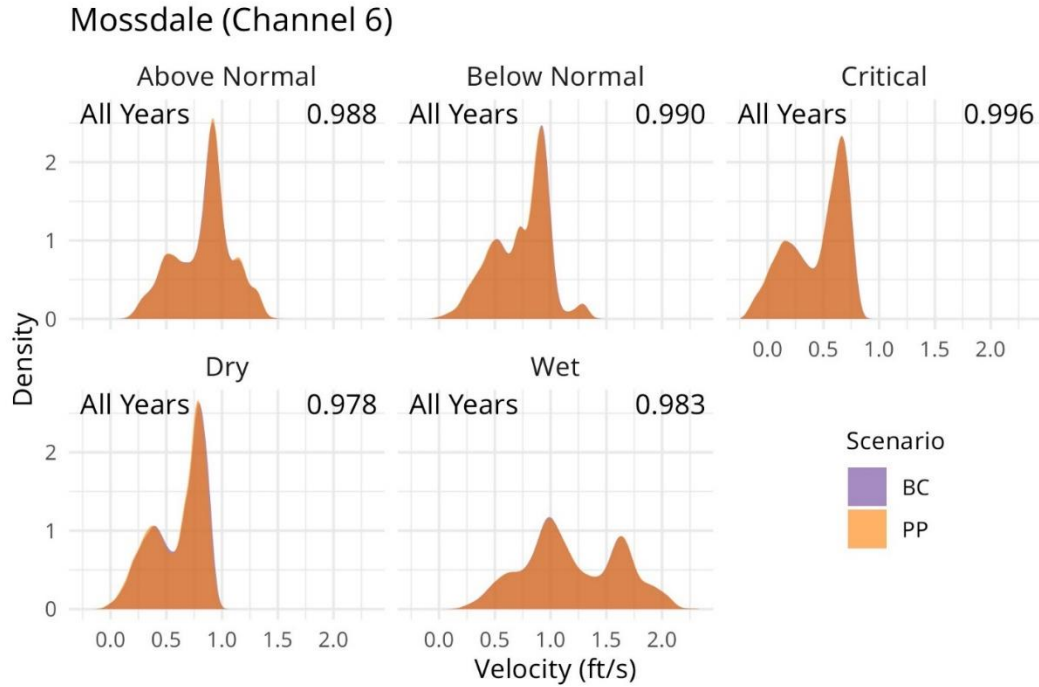 Mossdale (Channel 6)
Above Normal
Below Normal
Critical
All Years 0.988
All Years 0.990
All Years 0.996
2
1
0
0.0 0.5 1.0 1.5 2.0
Dry
Wet
All Years 0.978
All Years 0.983
2
1
0
0.0 0.5 1.0 1.5 2.0
0.0 0.5 1.0 1.5 2.0
Density
Velocity (ft/s)
Scenario
BC
PP